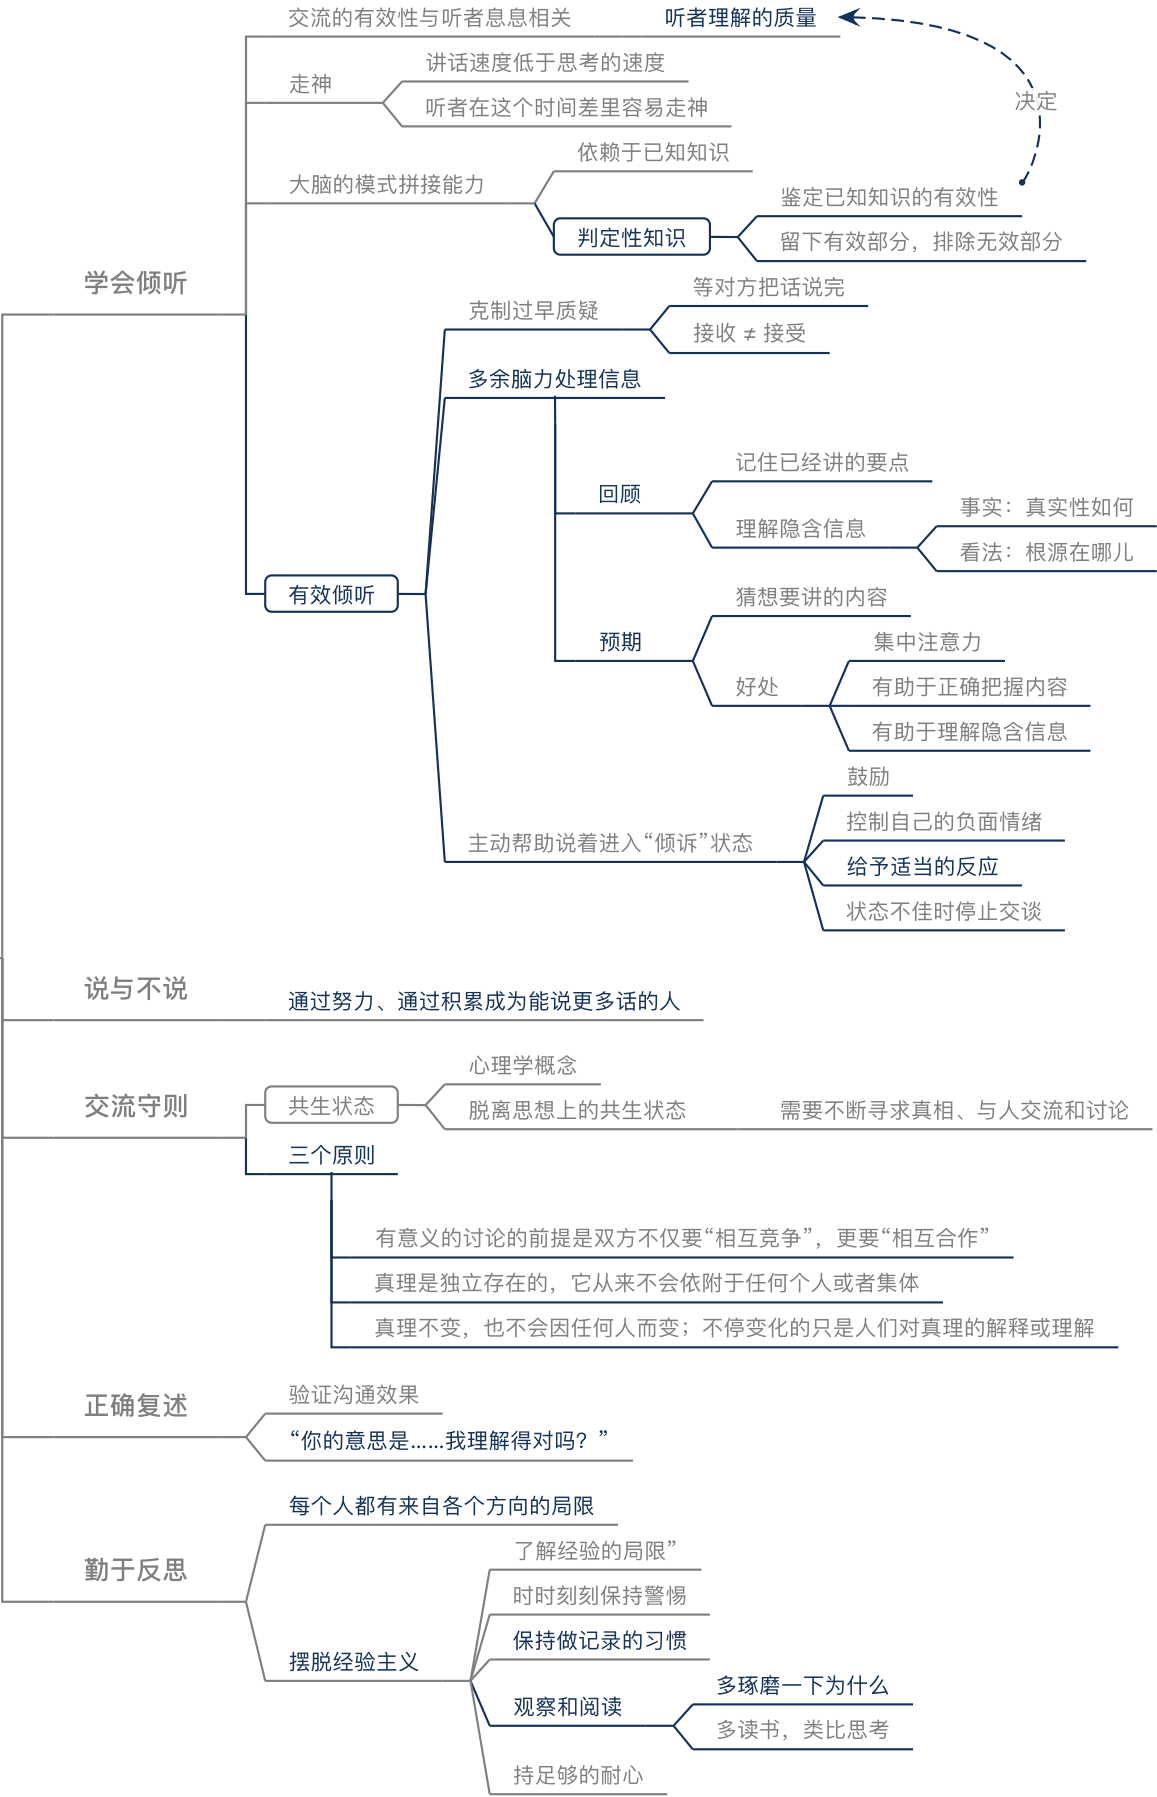 交流的有效性与听者息息相关
听者理解的质量
讲话速度低于思考的速度
走神
听者在这个时间差里容易走神
决定
依赖于已知知识
大脑的模式拼接能力
鉴定已知知识的有效性
判定性知识
留下有效部分，排除无效部分
学会倾听
等对方把话说完
克制过早质疑
接收 ≠ 接受
多余脑力处理信息
记住已经讲的要点
回顾
事实：真实性如何
理解隐含信息
看法：根源在哪儿
有效倾听
猜想要讲的内容
预期
集中注意力
好处
有助于正确把握内容
有助于理解隐含信息
鼓励
控制自己的负面情绪
主动帮助说着进入“倾诉”状态
给予适当的反应
状态不佳时停止交谈
说与不说
通过努力、通过积累成为能说更多话的人
心理学概念
交流守则
共生状态
脱离思想上的共生状态
需要不断寻求真相、与人交流和讨论
三个原则
有意义的讨论的前提是双方不仅要“相互竞争”，更要“相互合作”
真理是独立存在的，它从来不会依附于任何个人或者集体
真理不变，也不会因任何人而变；不停变化的只是人们对真理的解释或理解
正确复述
验证沟通效果
“你的意思是……我理解得对吗？”
每个人都有来自各个方向的局限
勤于反思
了解经验的局限”
时时刻刻保持警惕
保持做记录的习惯
摆脱经验主义
多琢磨一下为什么
观察和阅读
多读书，类比思考
持足够的耐心